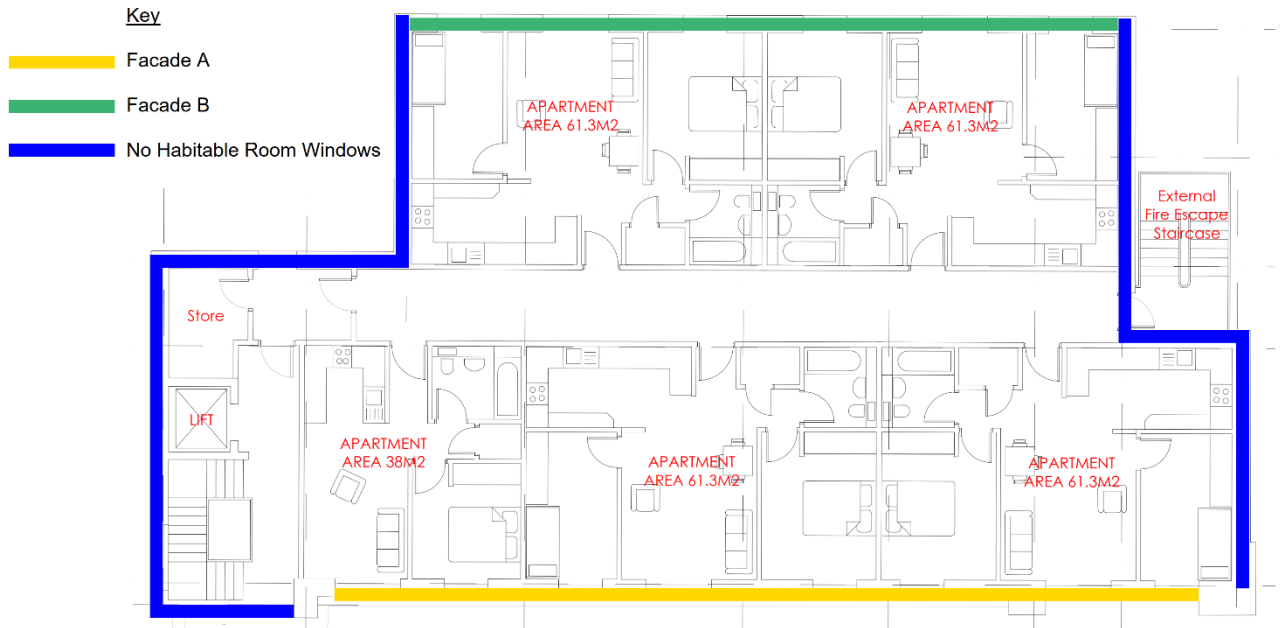 Key
Facade A
Facade B
No Habitable Room Windows
APARTMENT
AREA 61.3M2
APARTMENT
AREA 61.3M2
External
Fire Escape
Staircase
Store
LIFT
APARTMENT
AREA 38M2
APARTMENT
AREA 61.3M2
APARTMENT
AREA 61.3M2